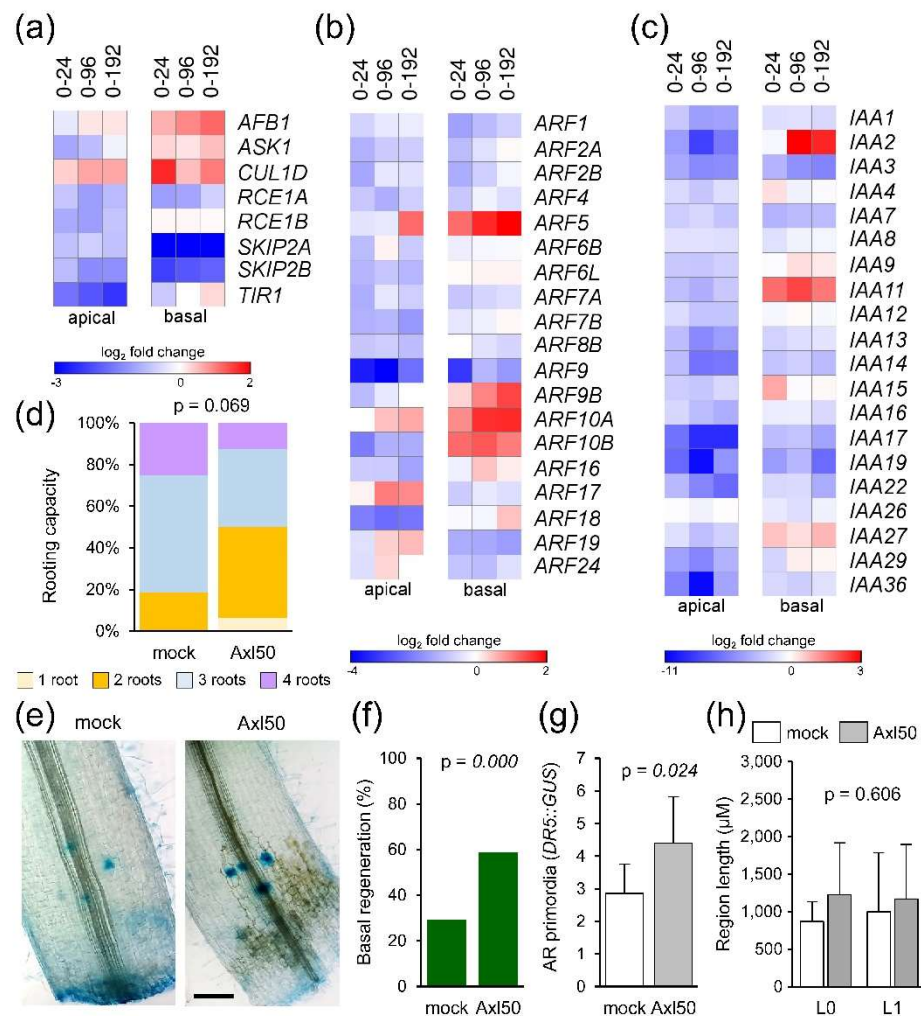 (a)
0-24 0-96 0-192 0-24 0-96 0-192
AFB1
ASK1
CUL1D
RCE1A
RCE1B
SKIP2A
SKIP2B
TIR1
apical basal
log2 fold change
-3 0 2
(b)
0-24 0-96 0-192 0-24 0-96 0-192
ARF1
ARF2A
ARF2B
ARF4
ARF5
ARF6B
ARF6L
ARF7A
ARF7B
ARF8B
ARF9
ARF9B
ARF10A
ARF10B
ARF16
ARF17
ARF18
ARF19
ARF24
apical basal
log2 fold change
-4 0 2
(c)
0-24 0-96 0-192 0-24 0-96 0-192
IAA1
IAA2
IAA3
IAA4
IAA7
IAA8
IAA9
IAA11
IAA12
IAA13
IAA14
IAA15
IAA16
IAA17
IAA19
IAA22
IAA26
IAA27
IAA29
IAA36
apical basal
log2 fold change
-11 0 3
(d)
p = 0.069
Rooting capacity
100%
80%
60%
40%
20%
0%
mock Axl50
1 root 2 roots 3 roots 4 roots
(e)
mock Axl50
(f)
Basal regeneration (%)
100
80
60
40
20
0
p = 0.000
mock Axl50
(g)
AR primordia (DR5::GUS)
7
6
5
4
3
2
1
0
p = 0.024
mock Axl50
(h)
mock Axl50
Region length (µM)
3,000
2,500
2,000
1,500
1,000
500
0
p = 0.606
L0 L1